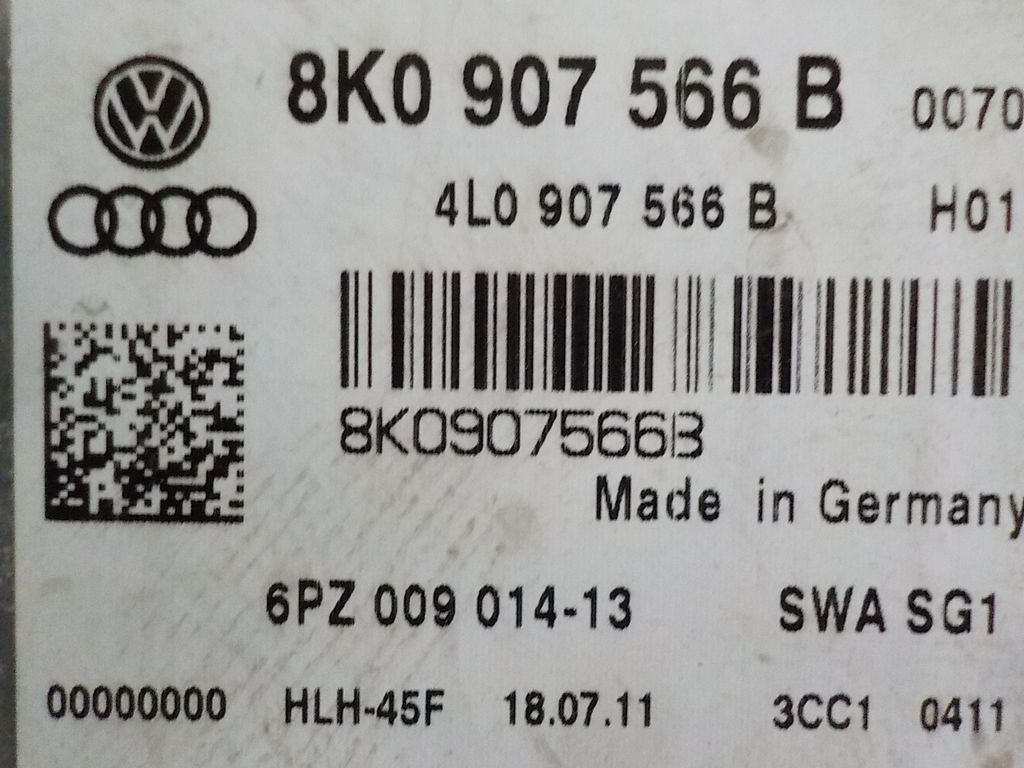 8K0 907 566 B 0070
4L0 907 566 B H01
8K0907566B
Made in Germany
6PZ 009 014-13 SWA SG1
00000000 HLH-45F 18.07.11 3CC1 0411